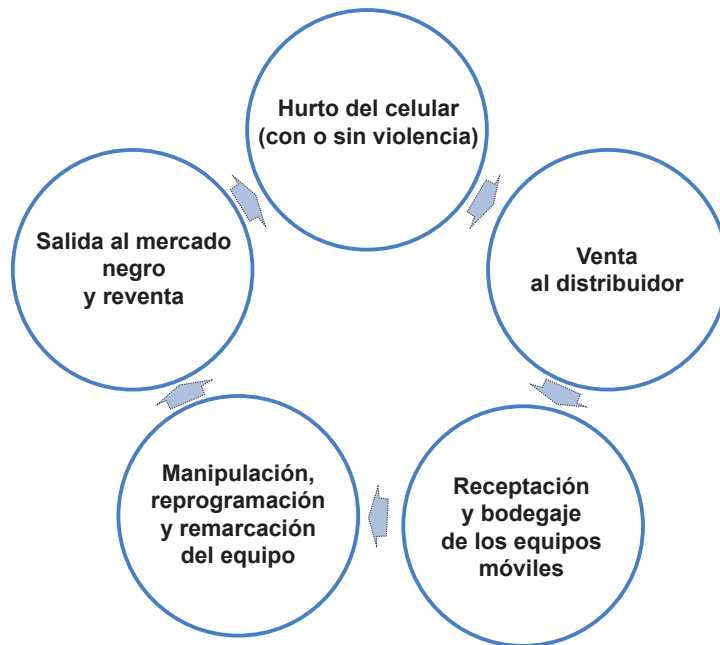 Hurto del celular
(con o sin violencia)
Venta
al distribuidor
Receptación
y bodegaje
de los equipos
móviles
Manipulación,
reprogramación
y remarcación
del equipo
Salida al mercado
negro
y reventa